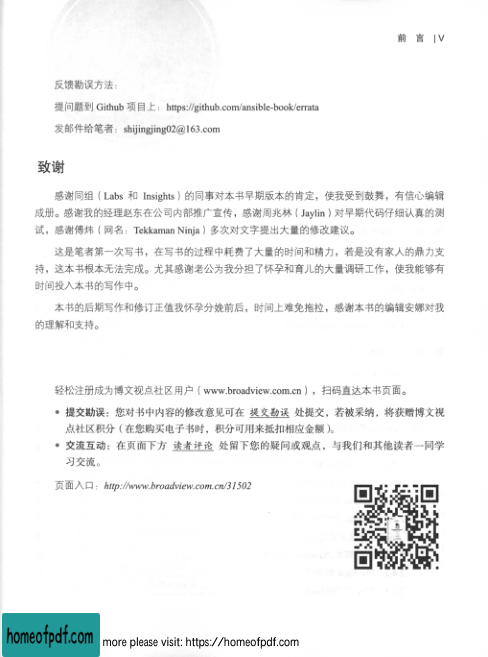 前 言 | V
反馈勘误方法:
提问题到 Github 项目上: https://github.com/ansible-book/errata
发邮件给笔者: shijingjing02@163.com
致谢
感谢同组(Labs 和 Insights)的同事对本书早期版本的肯定,使我受到鼓舞,有信心编辑
成册。感谢我的经理赵东在公司内部推广宣传,感谢周兆林(Jaylin)对早期代码仔细认真的测
试,感谢傅炜(网名:Tekkaman Ninja)多次对文字提出大量的修改建议。
这是笔者第一次写书,在写书的过程中耗费了大量的时间和精力,若是没有家人的鼎力支
持,这本书根本无法完成。尤其感谢老公为我分担了怀孕和育儿的大量调研工作,使我能够有
时间投入本书的写作中。
本书的后期写作和修订正值我怀孕分娩前后,时间上难免拖拉,感谢本书的编辑安娜对我
的理解和支持。
轻松注册成为博文视点社区用户(www.broadview.com.cn),扫码直达本书页面。
• 提交勘误:您对书中内容的修改意见可在 提交勘误 处提交,若被采纳,将获赠博文视
点社区积分(在您购买电子书时,积分可用来抵扣相应金额)。
• 交流互动:在页面下方 读者评论 处留下您的疑问或观点,与我们和其他读者一同学
习交流。
页面入口:http://www.broadview.com.cn/31502
homeofpdf.com more please visit: https://homeofpdf.com